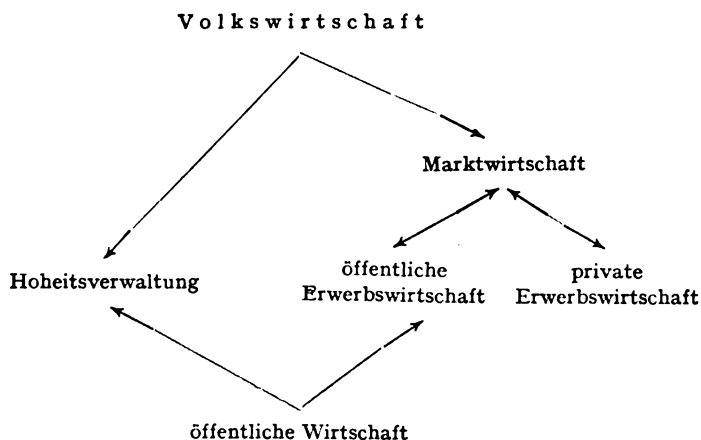 Volkswirtschaft
Marktwirtschaft
Hoheitsverwaltung
öffentliche
Erwerbswirtschaft
private
Erwerbswirtschaft
öffentliche Wirtschaft